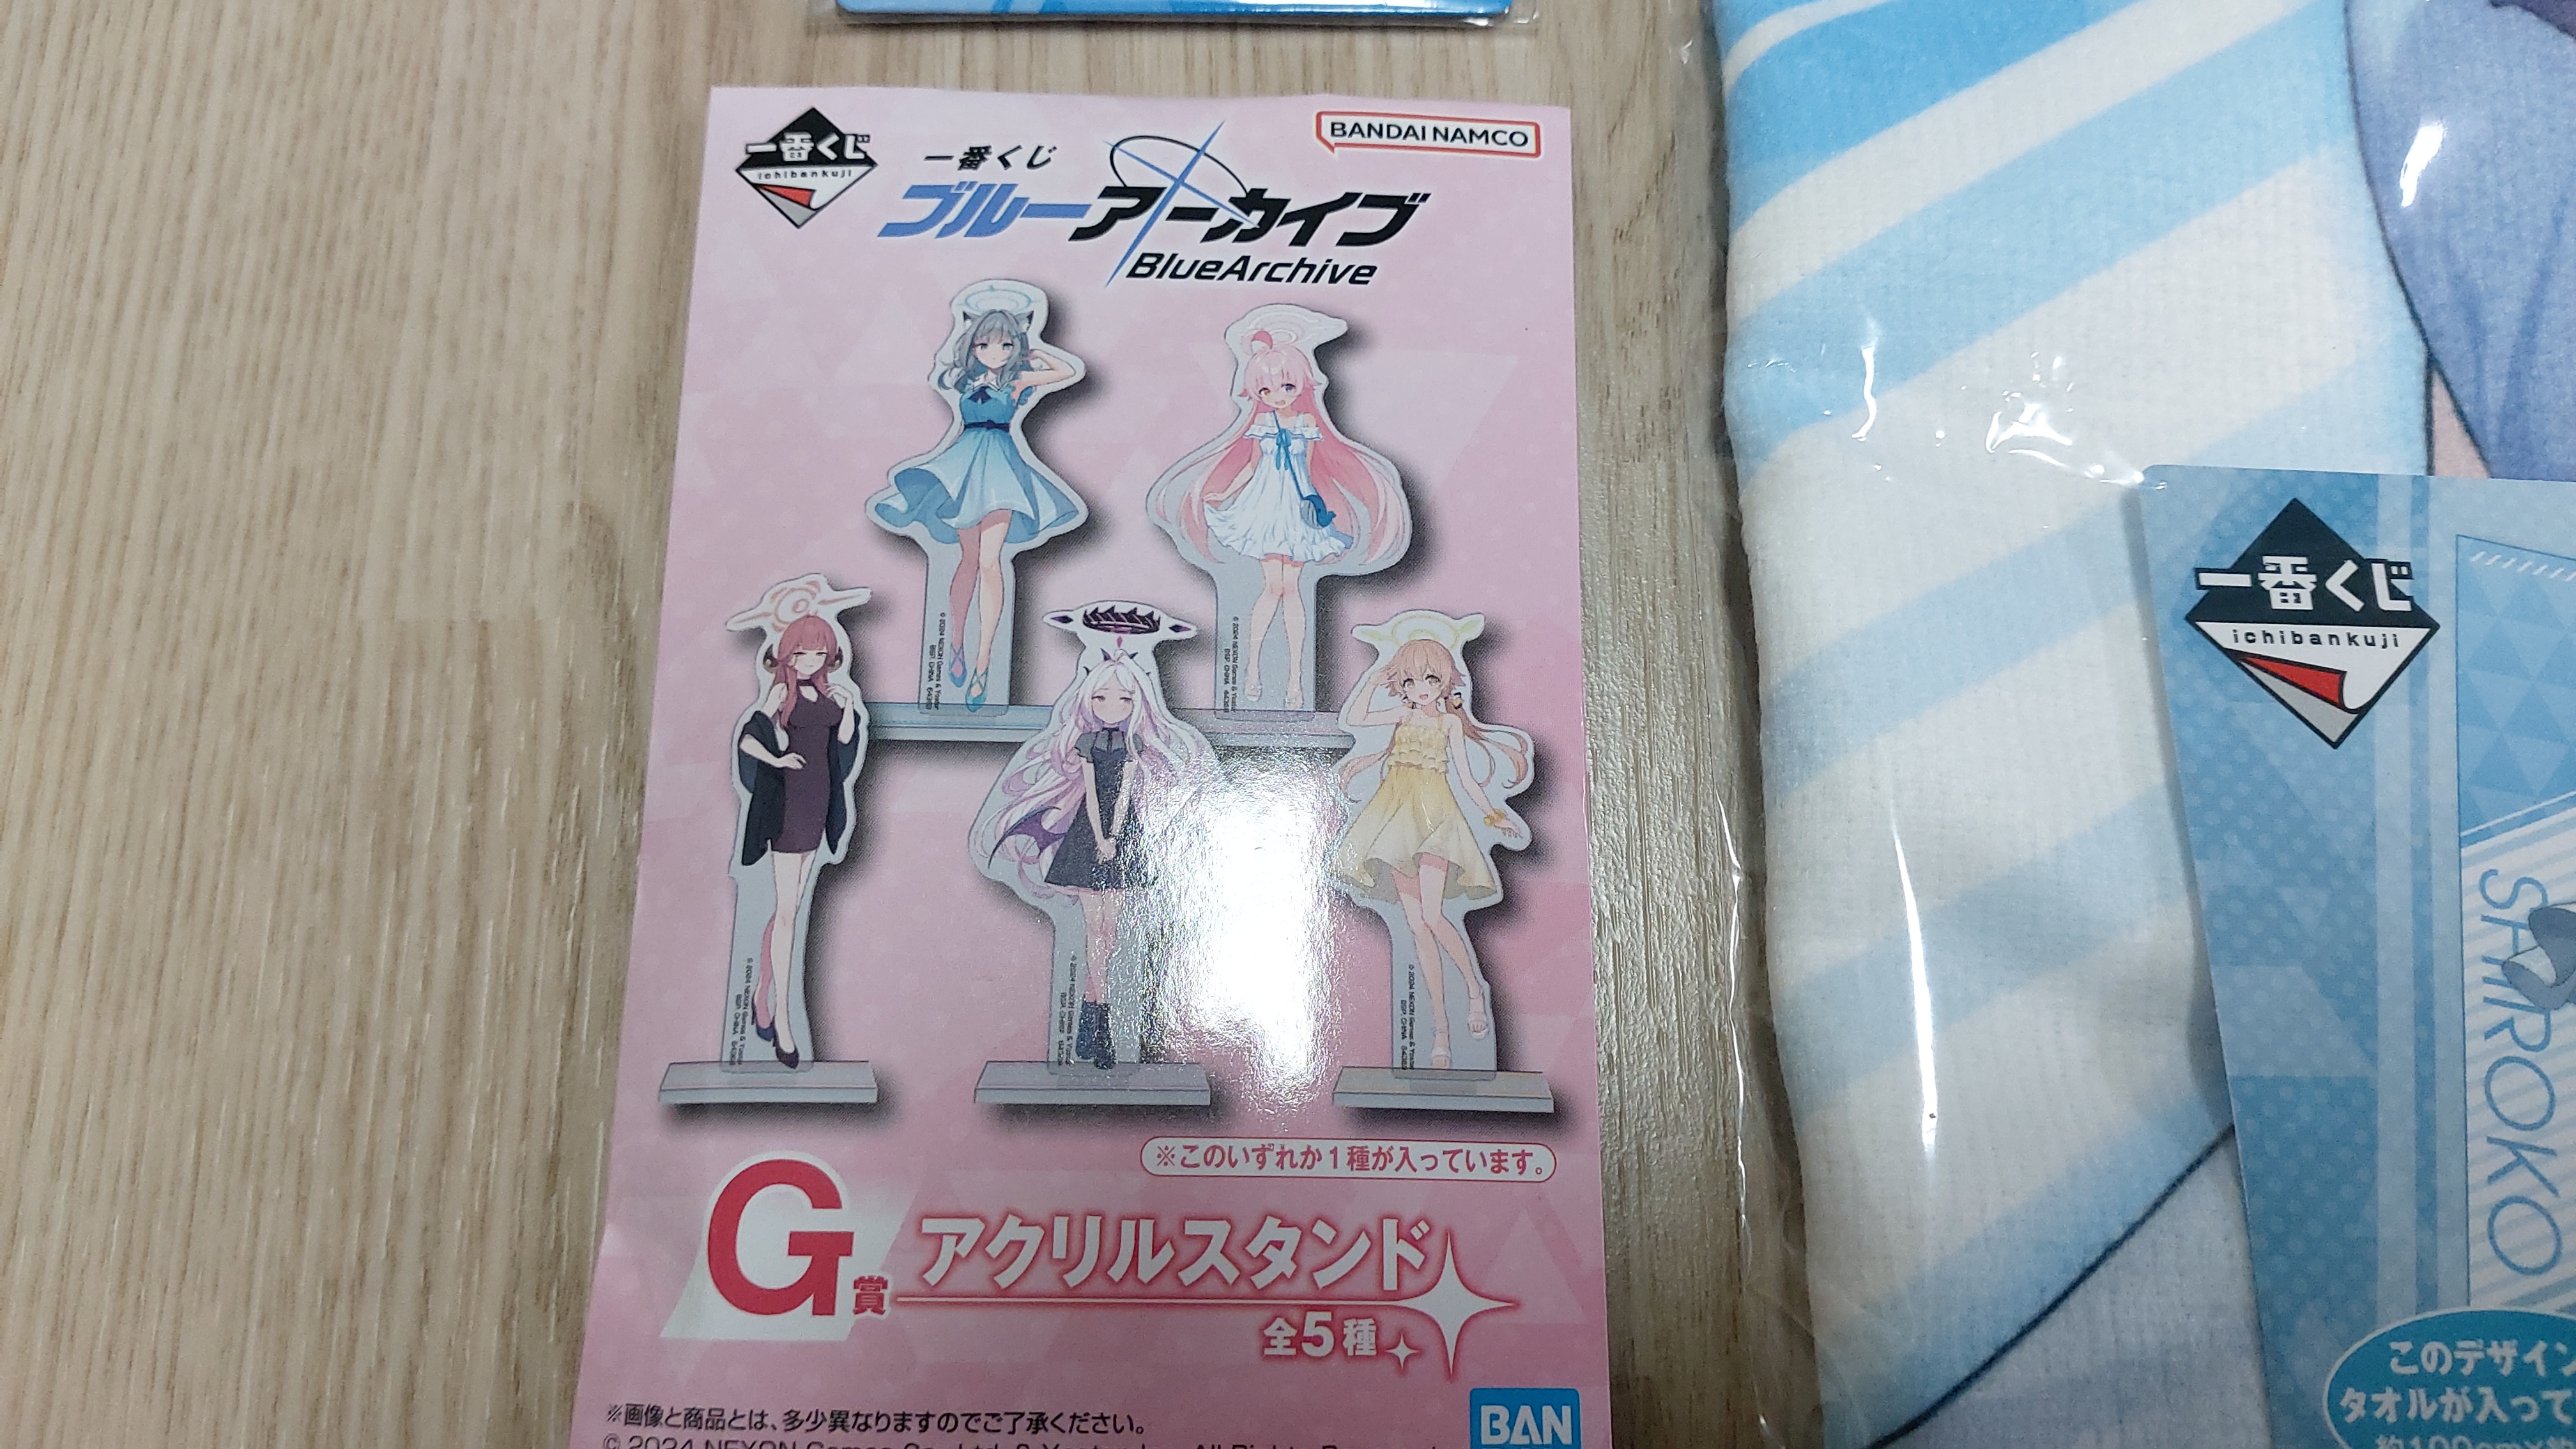 一番くじ
ichibankuji
一番くじ
ブルーアーカイブ
BlueArchive
BANDAI NAMCO
※このいずれか1種が入っています。
G賞
アクリルスタンド
全5種
※画像と商品とは、多少異なりますのでご了承ください。
BAN
一番くじ
ichibankuji
SHIROKO
このデザイン
タオルが入って